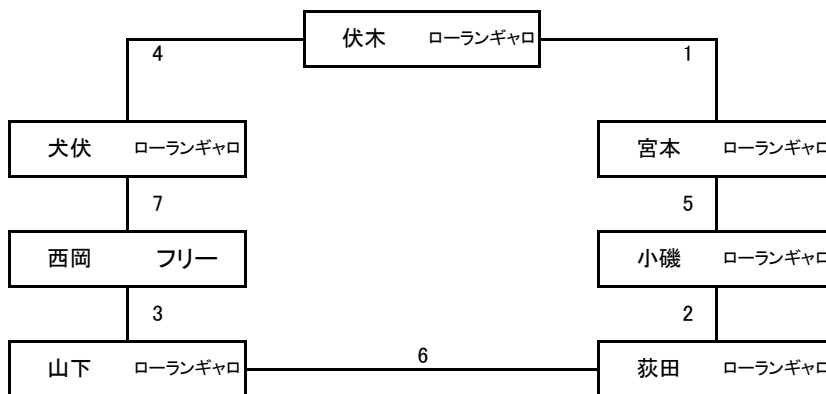 伏木 ローランギャロ
4 1
犬伏 ローランギャロ 宮本 ローランギャロ
7 5
西岡 フリー 小磯 ローランギャロ
3 2
山下 ローランギャロ 6 荻田 ローランギャロ